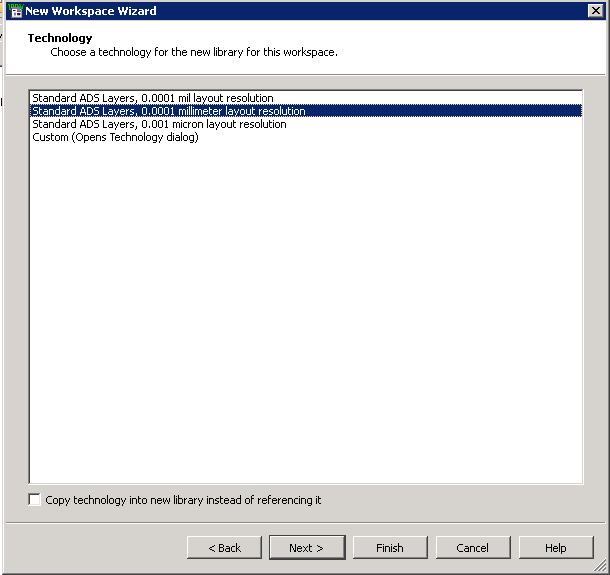 New Workspace Wizard
Technology
Choose a technology for the new library for this workspace.
Standard ADS Layers, 0.0001 mil layout resolution
Standard ADS Layers, 0.0001 millimeter layout resolution
Standard ADS Layers, 0.001 micron layout resolution
Custom (Opens Technology dialog)
Copy technology into new library instead of referencing it
< Back Next > Finish Cancel Help